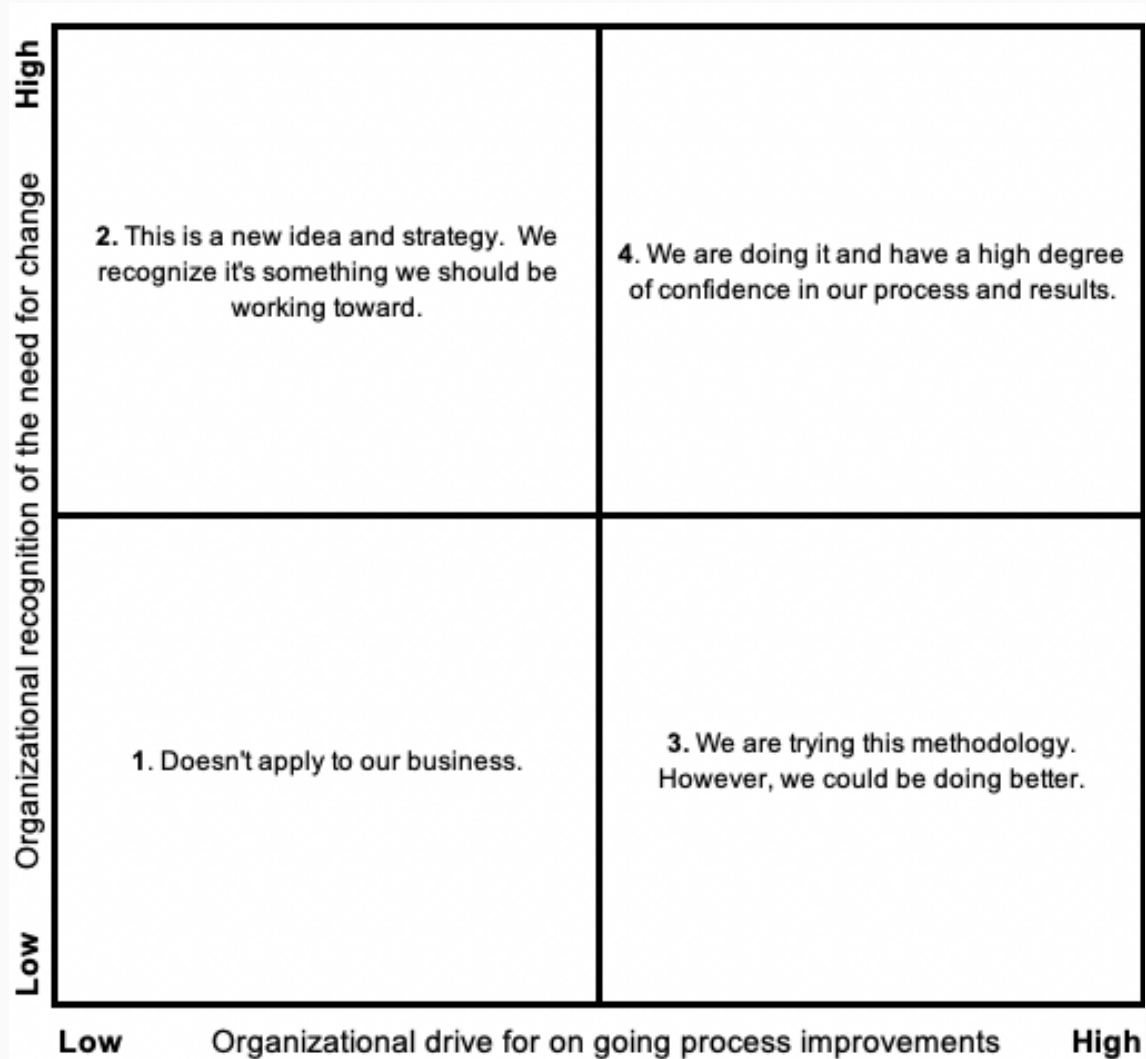 High
Organizational recognition of the need for change
Low
2. This is a new idea and strategy.  We
recognize it's something we should be
working toward.
4. We are doing it and have a high degree
of confidence in our process and results.
1. Doesn't apply to our business.
3. We are trying this methodology.
However, we could be doing better.
Low Organizational drive for on going process improvements High